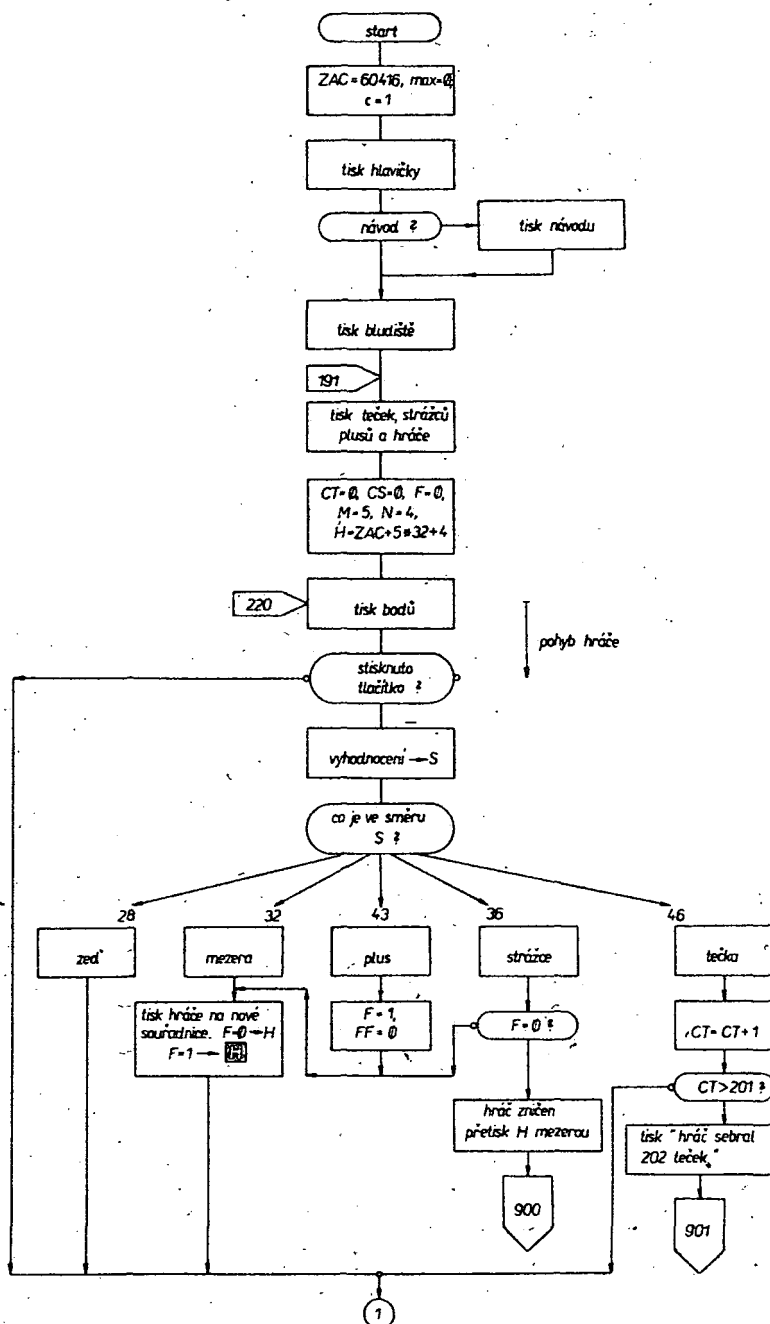 start
ZAC=60416, max=0,
c=1
tisk hlavičky
návod ?
tisk návodu
tisk bludiště
191
tisk teček, strážců
plusů a hráče
CT=0, CS=0, F=0,
M=5, N=4,
H=ZAC+5*32+4
220
tisk bodů
pohyb hráče
stisknuto
tlačítko ?
vyhodnocení → S
co je ve směru
S ?
28
32
43
36
46
zeď
mezera
plus
strážce
tečka
tisk hráče na nové
souřadnice. F=0 → H
F=1 →
F=1,
FF=0
F=0 ?
CT=CT+1
CT>201 ?
hráč zničen
přetisk H mezerou
tisk "hráč sebral
202 teček."
900
901
1